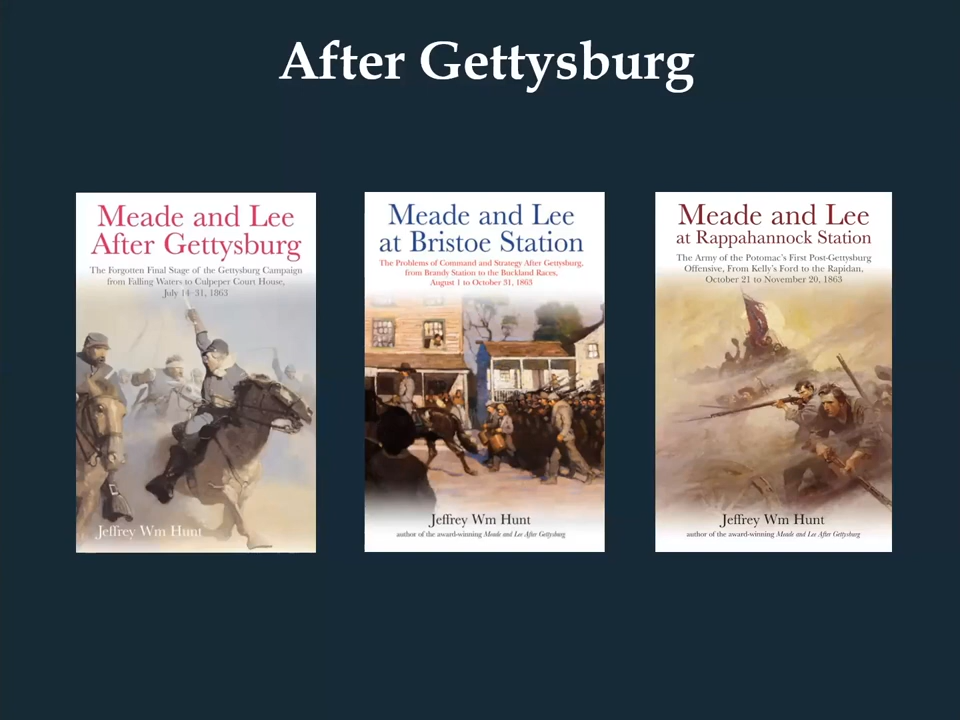 After Gettysburg
Meade and Lee
After Gettysburg
The Forgotten Final Stage of the Gettysburg Campaign
from Falling Waters to Culpeper Court House,
July 14–31, 1863
Jeffrey Wm Hunt
Meade and Lee
at Bristoe Station
The Problems of Command and Strategy After Gettysburg,
from Brandy Station to the Buckland Races,
August 1 to October 31, 1863
Jeffrey Wm Hunt
author of the award-winning Meade and Lee After Gettysburg
Meade and Lee
at Rappahannock Station
The Army of the Potomac's First Post-Gettysburg
Offensive, From Kelly's Ford to the Rapidan,
October 21 to November 20, 1863
Jeffrey Wm Hunt
author of the award-winning Meade and Lee After Gettysburg